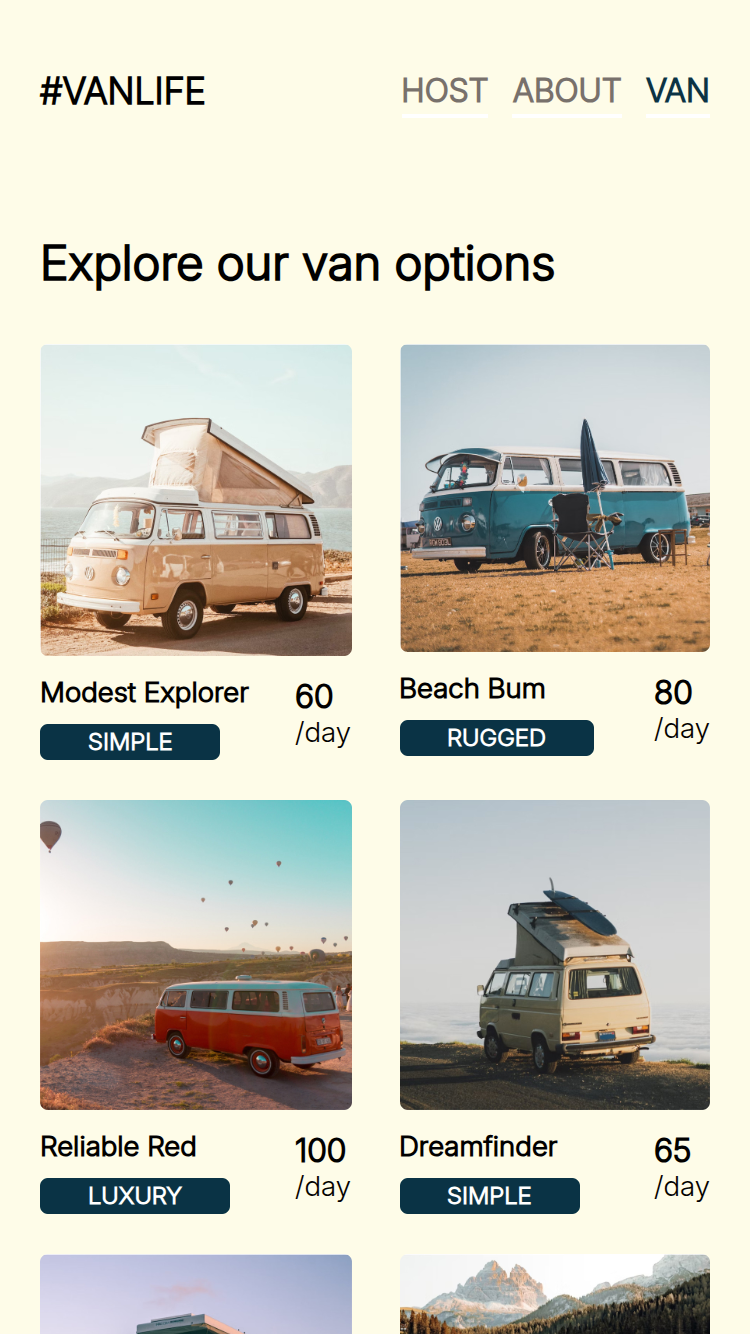 #VANLIFE HOST ABOUT VAN
Explore our van options
Modest Explorer 60
SIMPLE /day
Beach Bum 80
RUGGED /day
Reliable Red 100
LUXURY /day
Dreamfinder 65
SIMPLE /day